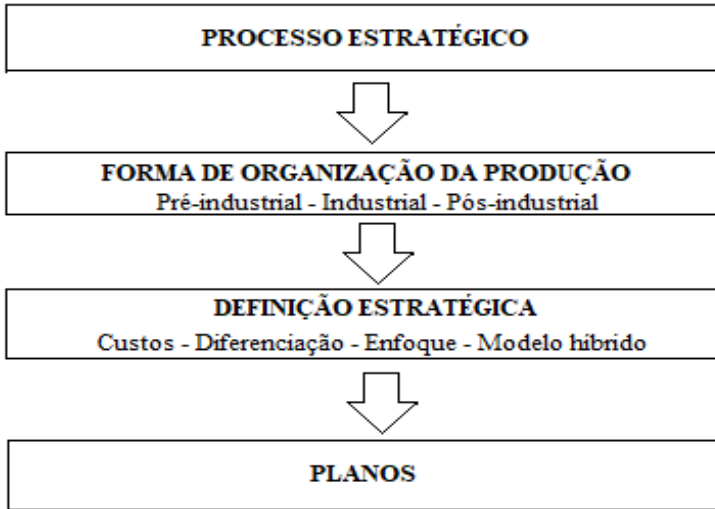 PROCESSO ESTRATÉGICO
FORMA DE ORGANIZAÇÃO DA PRODUÇÃO
Pré-industrial - Industrial - Pós-industrial
DEFINIÇÃO ESTRATÉGICA
Custos - Diferenciação - Enfoque - Modelo híbrido
PLANOS